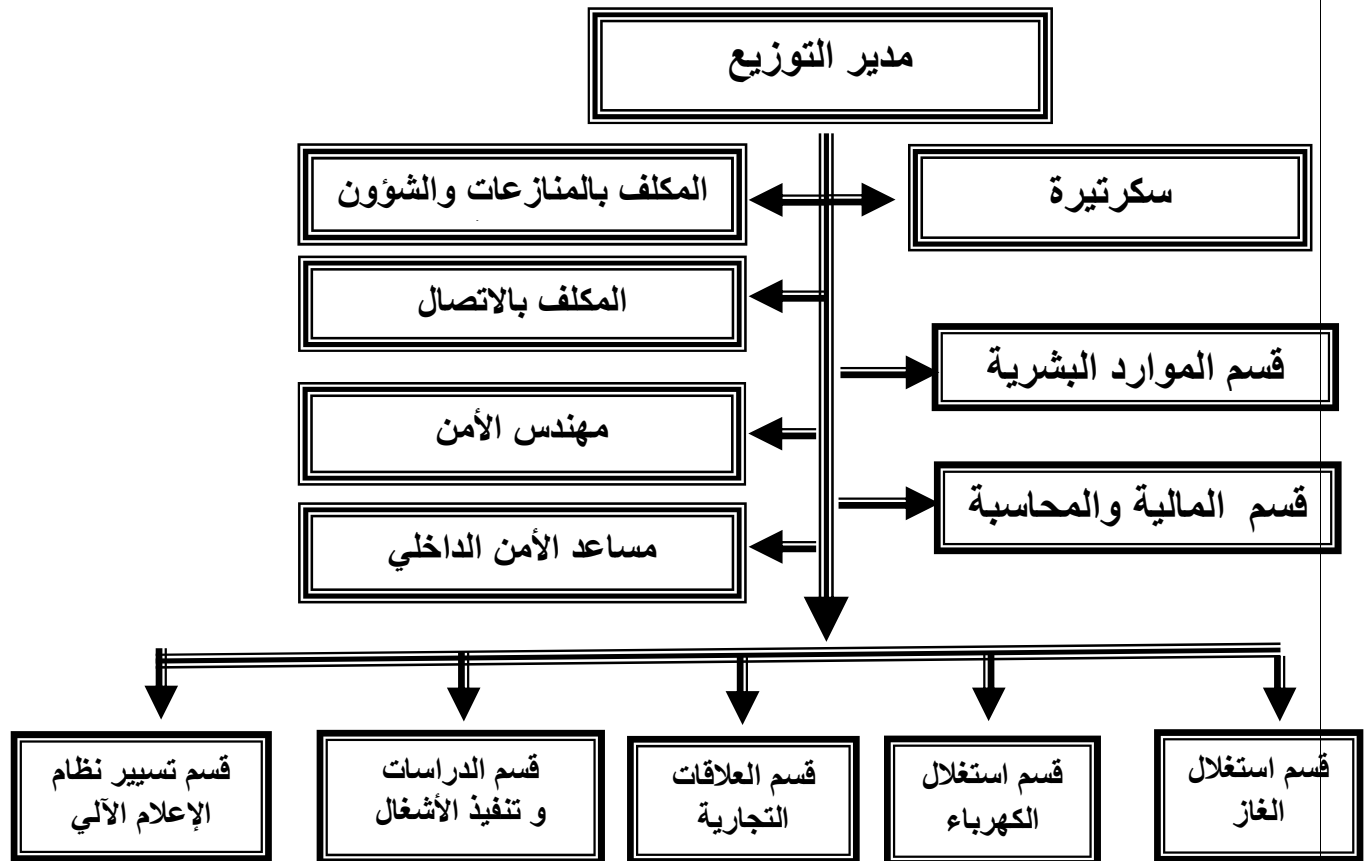 مدير التوزيع
سكرتيرة
المكلف بالمنازعات والشؤون
المكلف بالاتصال
قسم الموارد البشرية
مهندس الأمن
قسم المالية والمحاسبة
مساعد الأمن الداخلي
قسم استغلال
الغاز
قسم استغلال
الكهرباء
قسم العلاقات
التجارية
قسم الدراسات
و تنفيذ الأشغال
قسم تسيير نظام
الإعلام الآلي